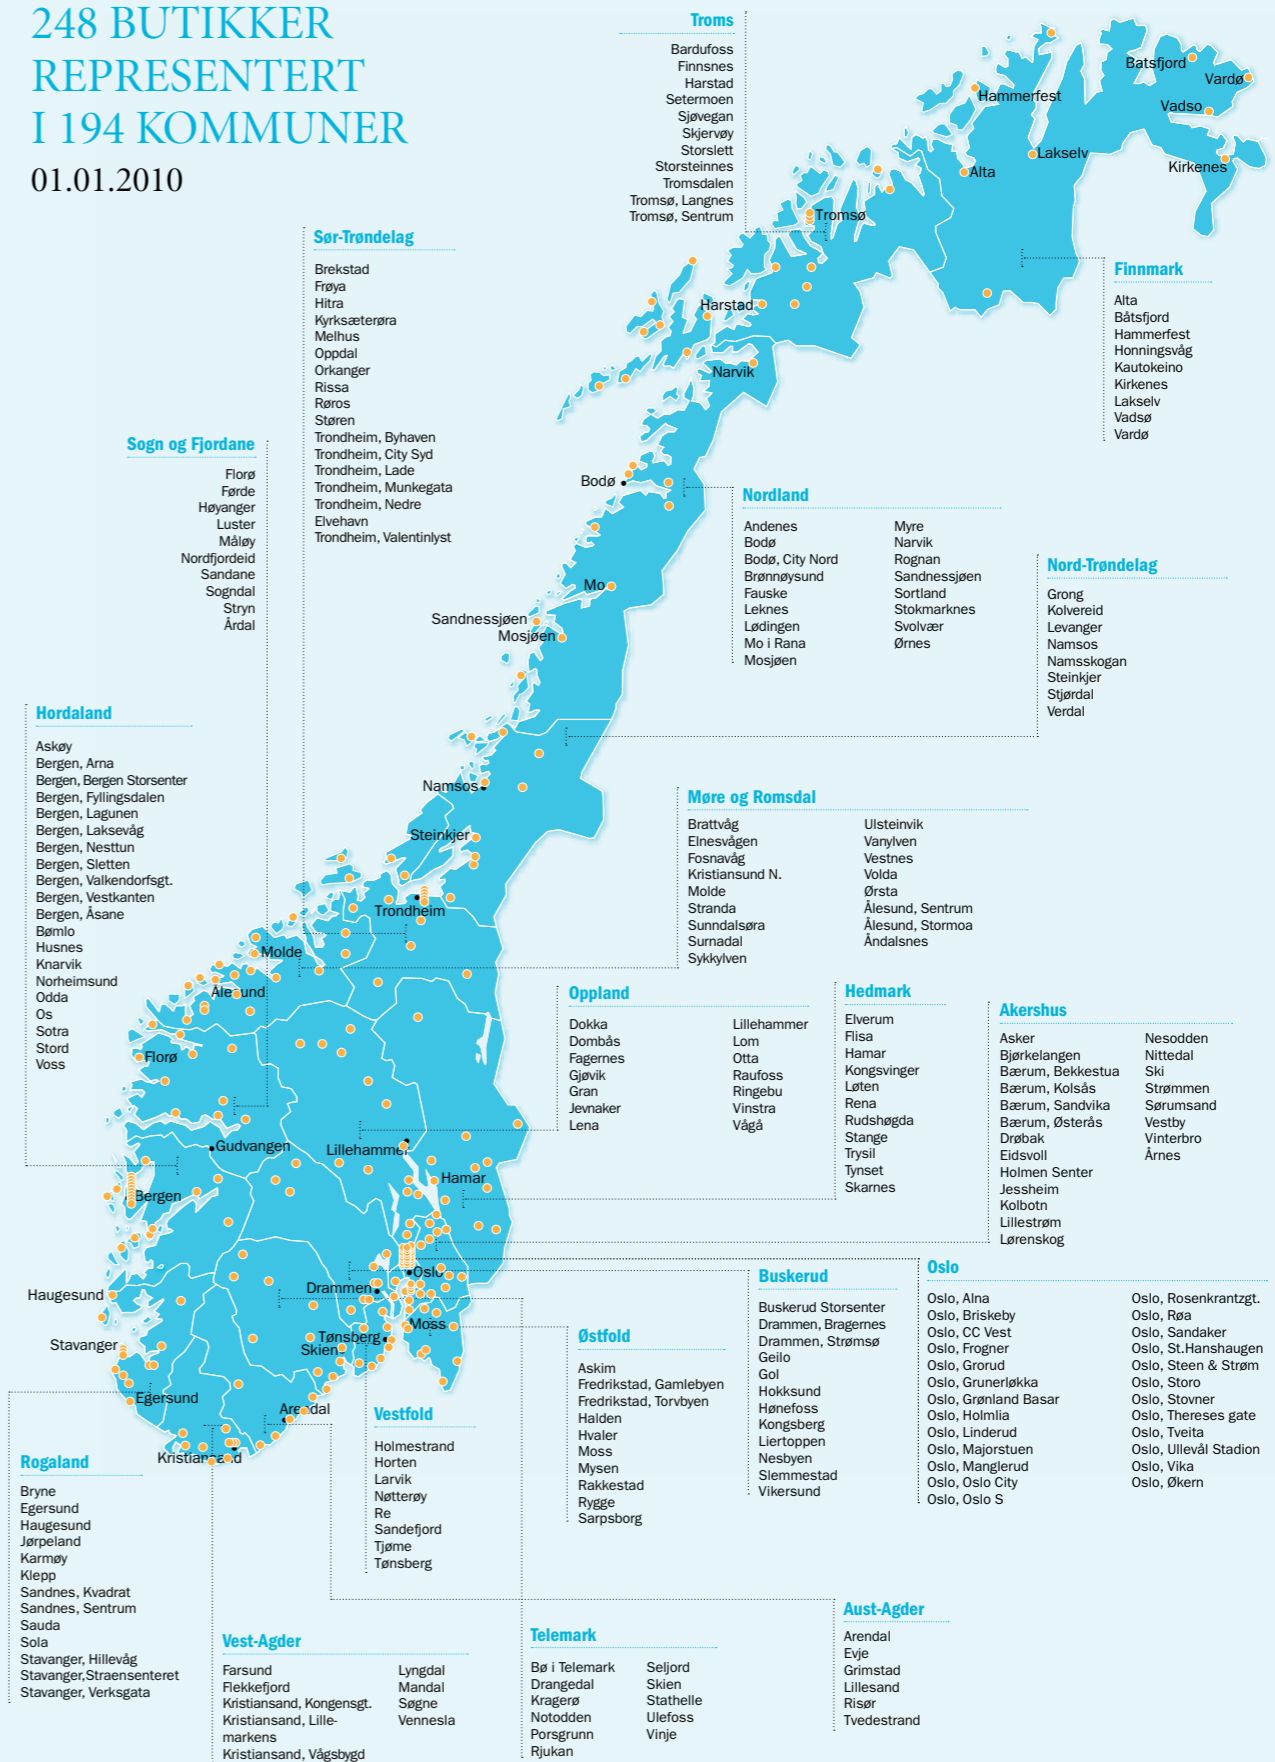 248 BUTIKKER
REPRESENTERT
I 194 KOMMUNER
01.01.2010
Troms
Bardufoss
Finnsnes
Harstad
Setermoen
Sjøvegan
Skjervøy
Storslett
Storsteinnes
Tromsdalen
Tromsø, Langnes
Tromsø, Sentrum
Sør-Trøndelag
Brekstad
Frøya
Hitra
Kyrksæterøra
Melhus
Oppdal
Orkanger
Rissa
Røros
Støren
Trondheim, Byhaven
Trondheim, City Syd
Trondheim, Lade
Trondheim, Munkegata
Trondheim, Nedre
Elvehavn
Trondheim, Valentinlyst
Finnmark
Alta
Båtsfjord
Hammerfest
Honningsvåg
Kautokeino
Kirkenes
Lakselv
Vadsø
Vardø
Sogn og Fjordane
Florø
Førde
Høyanger
Luster
Måløy
Nordfjordeid
Sandane
Sogndal
Stryn
Årdal
Nordland
Andenes
Bodø
Bodø, City Nord
Brønnøysund
Fauske
Leknes
Lødingen
Mo i Rana
Mosjøen
Myre
Narvik
Rognan
Sandnessjøen
Sortland
Stokmarknes
Svolvær
Ørnes
Nord-Trøndelag
Grong
Kolvereid
Levanger
Namsos
Namsskogan
Steinkjer
Stjørdal
Verdal
Hordaland
Askøy
Bergen, Arna
Bergen, Bergen Storsenter
Bergen, Fyllingsdalen
Bergen, Lagunen
Bergen, Laksevåg
Bergen, Nesttun
Bergen, Sletten
Bergen, Valkendorfsgt.
Bergen, Vestkanten
Bergen, Åsane
Bømlo
Husnes
Knarvik
Norheimsund
Odda
Os
Sotra
Stord
Voss
Møre og Romsdal
Brattvåg
Elnesvågen
Fosnavåg
Kristiansund N.
Molde
Stranda
Sunndalsøra
Surnadal
Sykkylven
Ulsteinvik
Vanylven
Vestnes
Volda
Ørsta
Ålesund, Sentrum
Ålesund, Stormoa
Åndalsnes
Oppland
Dokka
Dombås
Fagernes
Gjøvik
Gran
Jevnaker
Lena
Lillehammer
Lom
Otta
Raufoss
Ringebu
Vinstra
Vågå
Hedmark
Elverum
Flisa
Hamar
Kongsvinger
Løten
Rena
Rudshøgda
Stange
Trysil
Tynset
Skarnes
Akershus
Asker
Bjørkelangen
Bærum, Bekkestua
Bærum, Kolsås
Bærum, Sandvika
Bærum, Østerås
Drøbak
Eidsvoll
Holmen Senter
Jessheim
Kolbotn
Lillestrøm
Lørenskog
Nesodden
Nittedal
Ski
Strømmen
Sørumsand
Vestby
Vinterbro
Årnes
Buskerud
Buskerud Storsenter
Drammen, Bragernes
Drammen, Strømsø
Geilo
Gol
Hokksund
Hønefoss
Kongsberg
Liertoppen
Nesbyen
Slemmestad
Vikersund
Oslo
Oslo, Alna
Oslo, Briskeby
Oslo, CC Vest
Oslo, Frogner
Oslo, Grorud
Oslo, Grunerløkka
Oslo, Grønland Basar
Oslo, Holmlia
Oslo, Linderud
Oslo, Majorstuen
Oslo, Manglerud
Oslo, Oslo City
Oslo, Oslo S
Oslo, Rosenkrantzgt.
Oslo, Røa
Oslo, Sandaker
Oslo, St.Hanshaugen
Oslo, Steen & Strøm
Oslo, Storo
Oslo, Stovner
Oslo, Thereses gate
Oslo, Tveita
Oslo, Ullevål Stadion
Oslo, Vika
Oslo, Økern
Østfold
Askim
Fredrikstad, Gamlebyen
Fredrikstad, Torvbyen
Halden
Hvaler
Moss
Mysen
Rakkestad
Rygge
Sarpsborg
Vestfold
Holmestrand
Horten
Larvik
Nøtterøy
Re
Sandefjord
Tjøme
Tønsberg
Rogaland
Bryne
Egersund
Haugesund
Jørpeland
Karmøy
Klepp
Sandnes, Kvadrat
Sandnes, Sentrum
Sauda
Sola
Stavanger, Hillevåg
Stavanger,Straensenteret
Stavanger, Verksgata
Vest-Agder
Farsund
Flekkefjord
Kristiansand, Kongensgt.
Kristiansand, Lille-
markens
Kristiansand, Vågsbygd
Lyngdal
Mandal
Søgne
Vennesla
Telemark
Bø i Telemark
Drangedal
Kragerø
Notodden
Porsgrunn
Rjukan
Seljord
Skien
Stathelle
Ulefoss
Vinje
Aust-Agder
Arendal
Evje
Grimstad
Lillesand
Risør
Tvedestrand
Batsfjord
Vardø
Hammerfest
Vadso
Lakselv
Kirkenes
Alta
Tromsø
Harstad
Narvik
Bodø
Mo
Sandnessjøen
Mosjøen
Namsos
Steinkjer
Trondheim
Molde
Ålesund
Florø
Gudvangen
Lillehammer
Hamar
Bergen
Oslo
Drammen
Haugesund
Moss
Tønsberg
Stavanger
Skien
Egersund
Arendal
Kristiansand